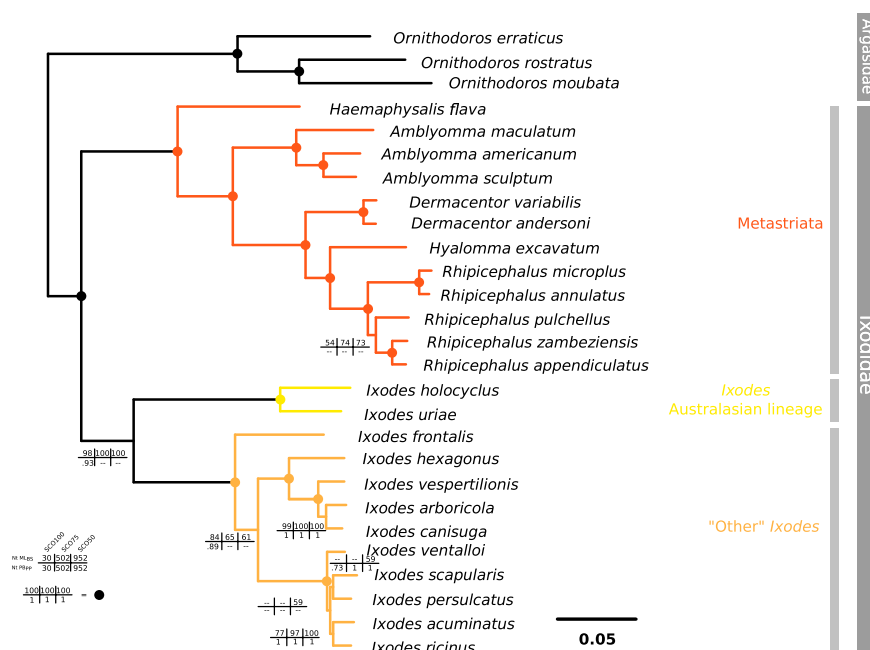 Ornithodoros erraticus
Ornithodoros rostratus
Ornithodoros moubata
Argasidae
Haemaphysalis flava
Amblyomma maculatum
Amblyomma americanum
Amblyomma sculptum
Dermacentor variabilis
Dermacentor andersoni
Metastriata
Hyalomma excavatum
Rhipicephalus microplus
Rhipicephalus annulatus
Rhipicephalus pulchellus
54 74 73
-- -- --
Rhipicephalus zambeziensis
Rhipicephalus appendiculatus
Ixodidae
Ixodes holocyclus
Ixodes uriae
Ixodes
Australasian lineage
Ixodes frontalis
98 100 100
.93 -- --
Ixodes hexagonus
Ixodes vespertilionis
Ixodes arboricola
99 100 100
1 1 1
Ixodes canisuga
"Other" Ixodes
84 65 61
.89 -- --
Ixodes ventalloi
-- -- 59
.73 1 1
Ixodes scapularis
Ixodes persulcatus
-- -- 59
-- -- --
Ixodes acuminatus
77 97 100
1 1 1
Ixodes ricinus
SCO100 SCO75 SCO50
Nt MLBS 30 502 952
Nt PBpp 30 502 952
100 100 100
1 1 1
=
0.05